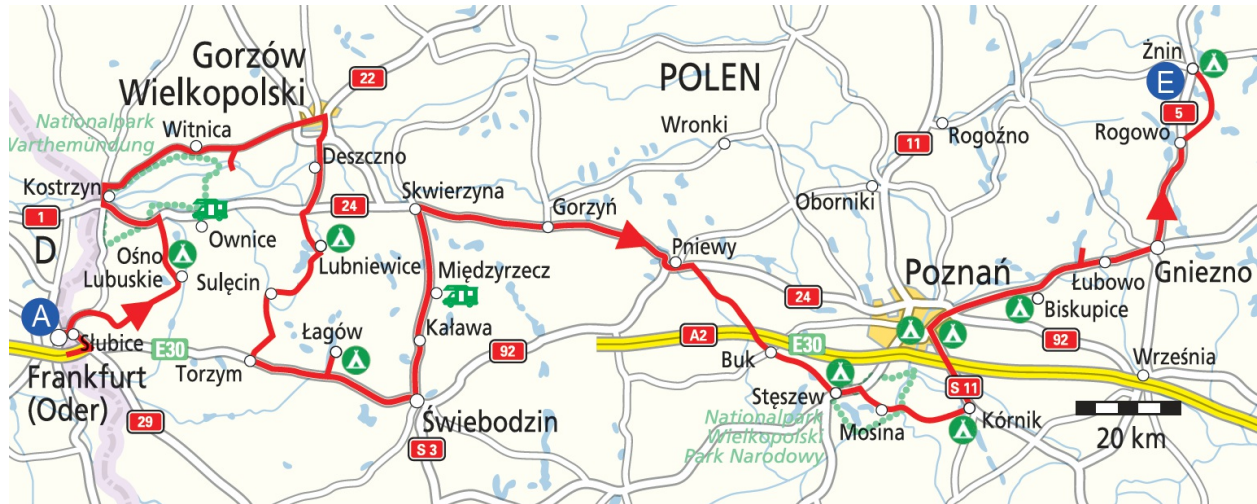 Gorzów
Wielkopolski
22
POLEN
Żnin
E
5
Nationalpark
Warthemündung
Witnica
Wronki
Rogoźno
11
Rogowo
Deszczno
Kostrzyn
Skwierzyna
Oborniki
1
24
Gorzyń
D
Ownice
Ośno
Lubuskie
Sulęcin
Lubniewice
Pniewy
Poznań
Łubowo
Gniezno
Międzyrzecz
24
Biskupice
A
Słubice
E30
Łagów
Kaława
92
A2
E30
92
Torzym
Buk
Września
Frankfurt
(Oder)
29
Świebodzin
S 3
Stęszew
S 11
Kórnik
Mosina
Nationalpark
Wielkopolski
Park Narodowy
20 km